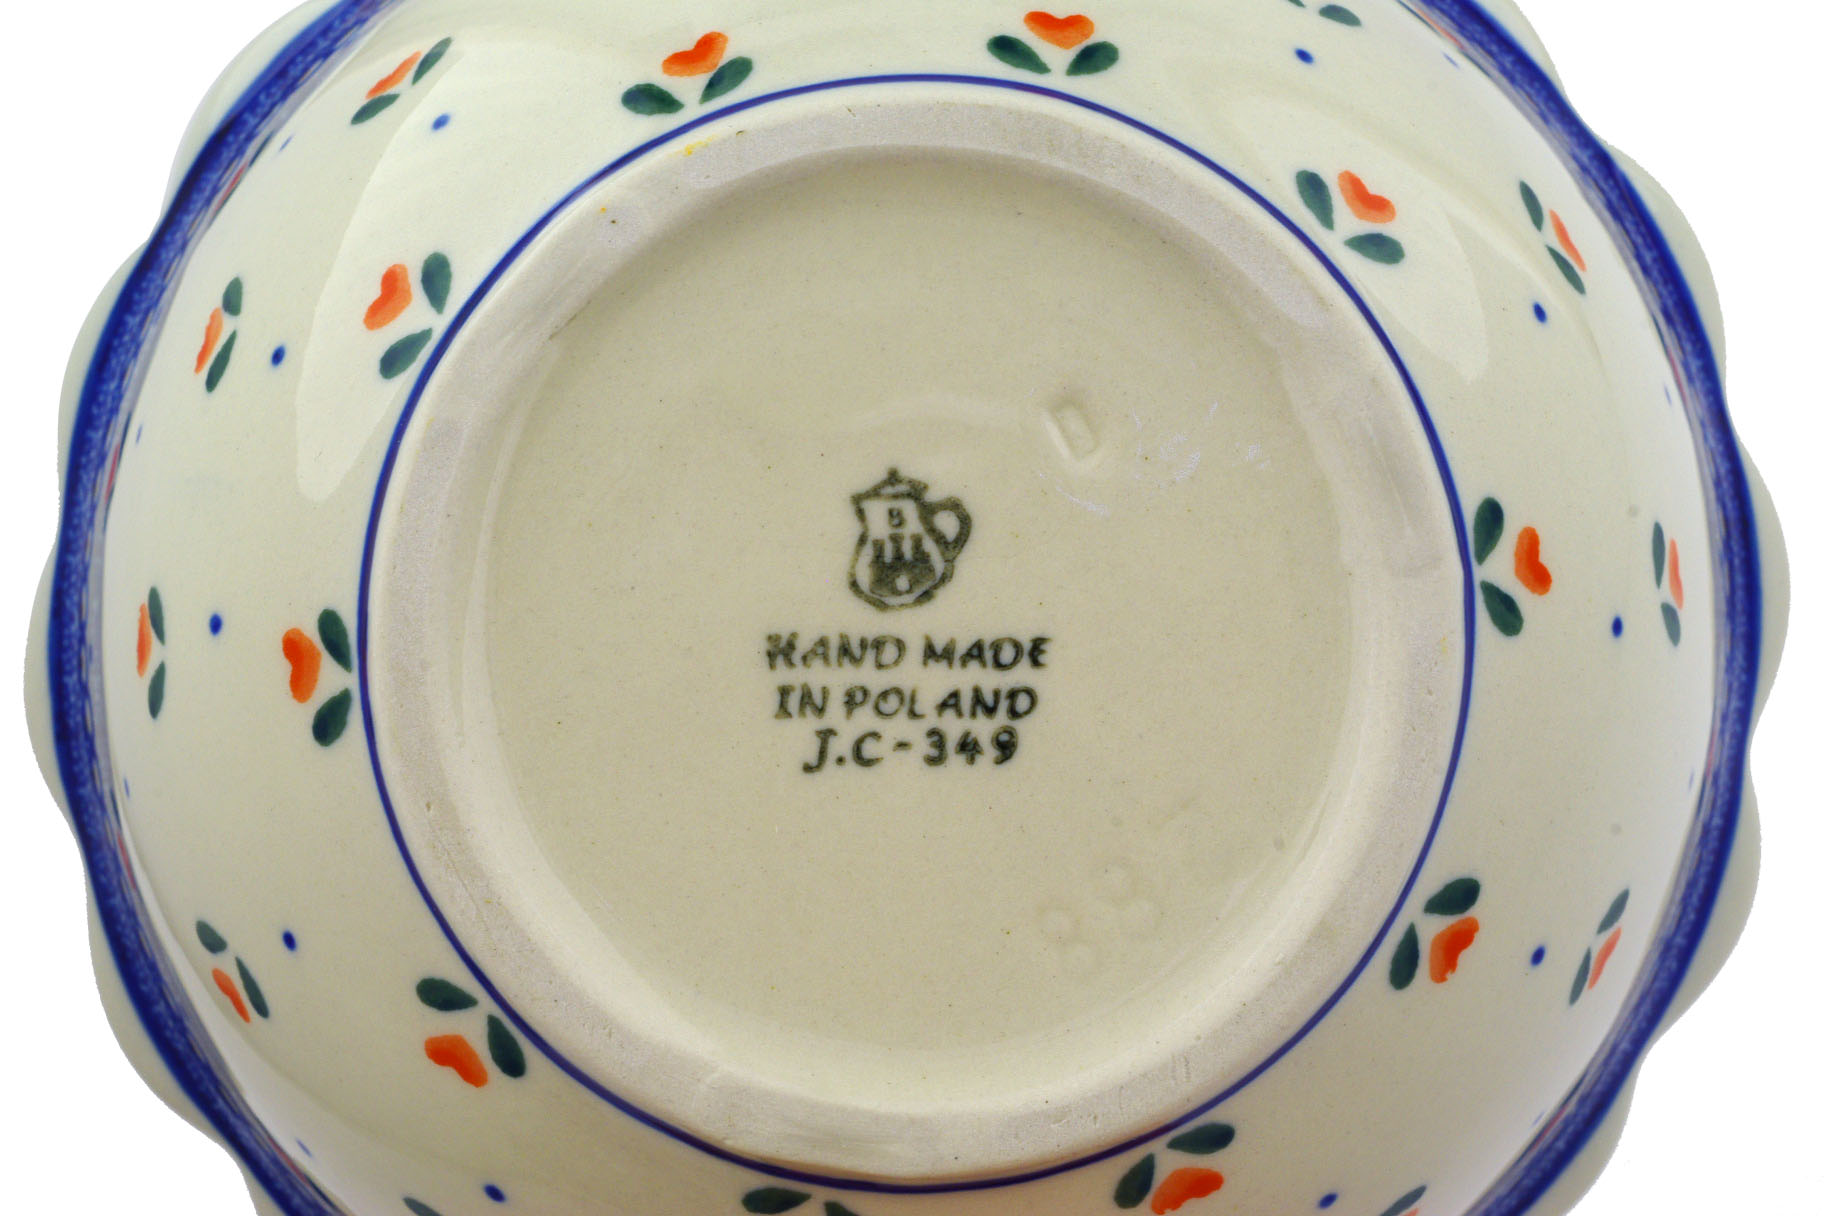 B
HAND MADE
IN POLAND
J.C-349